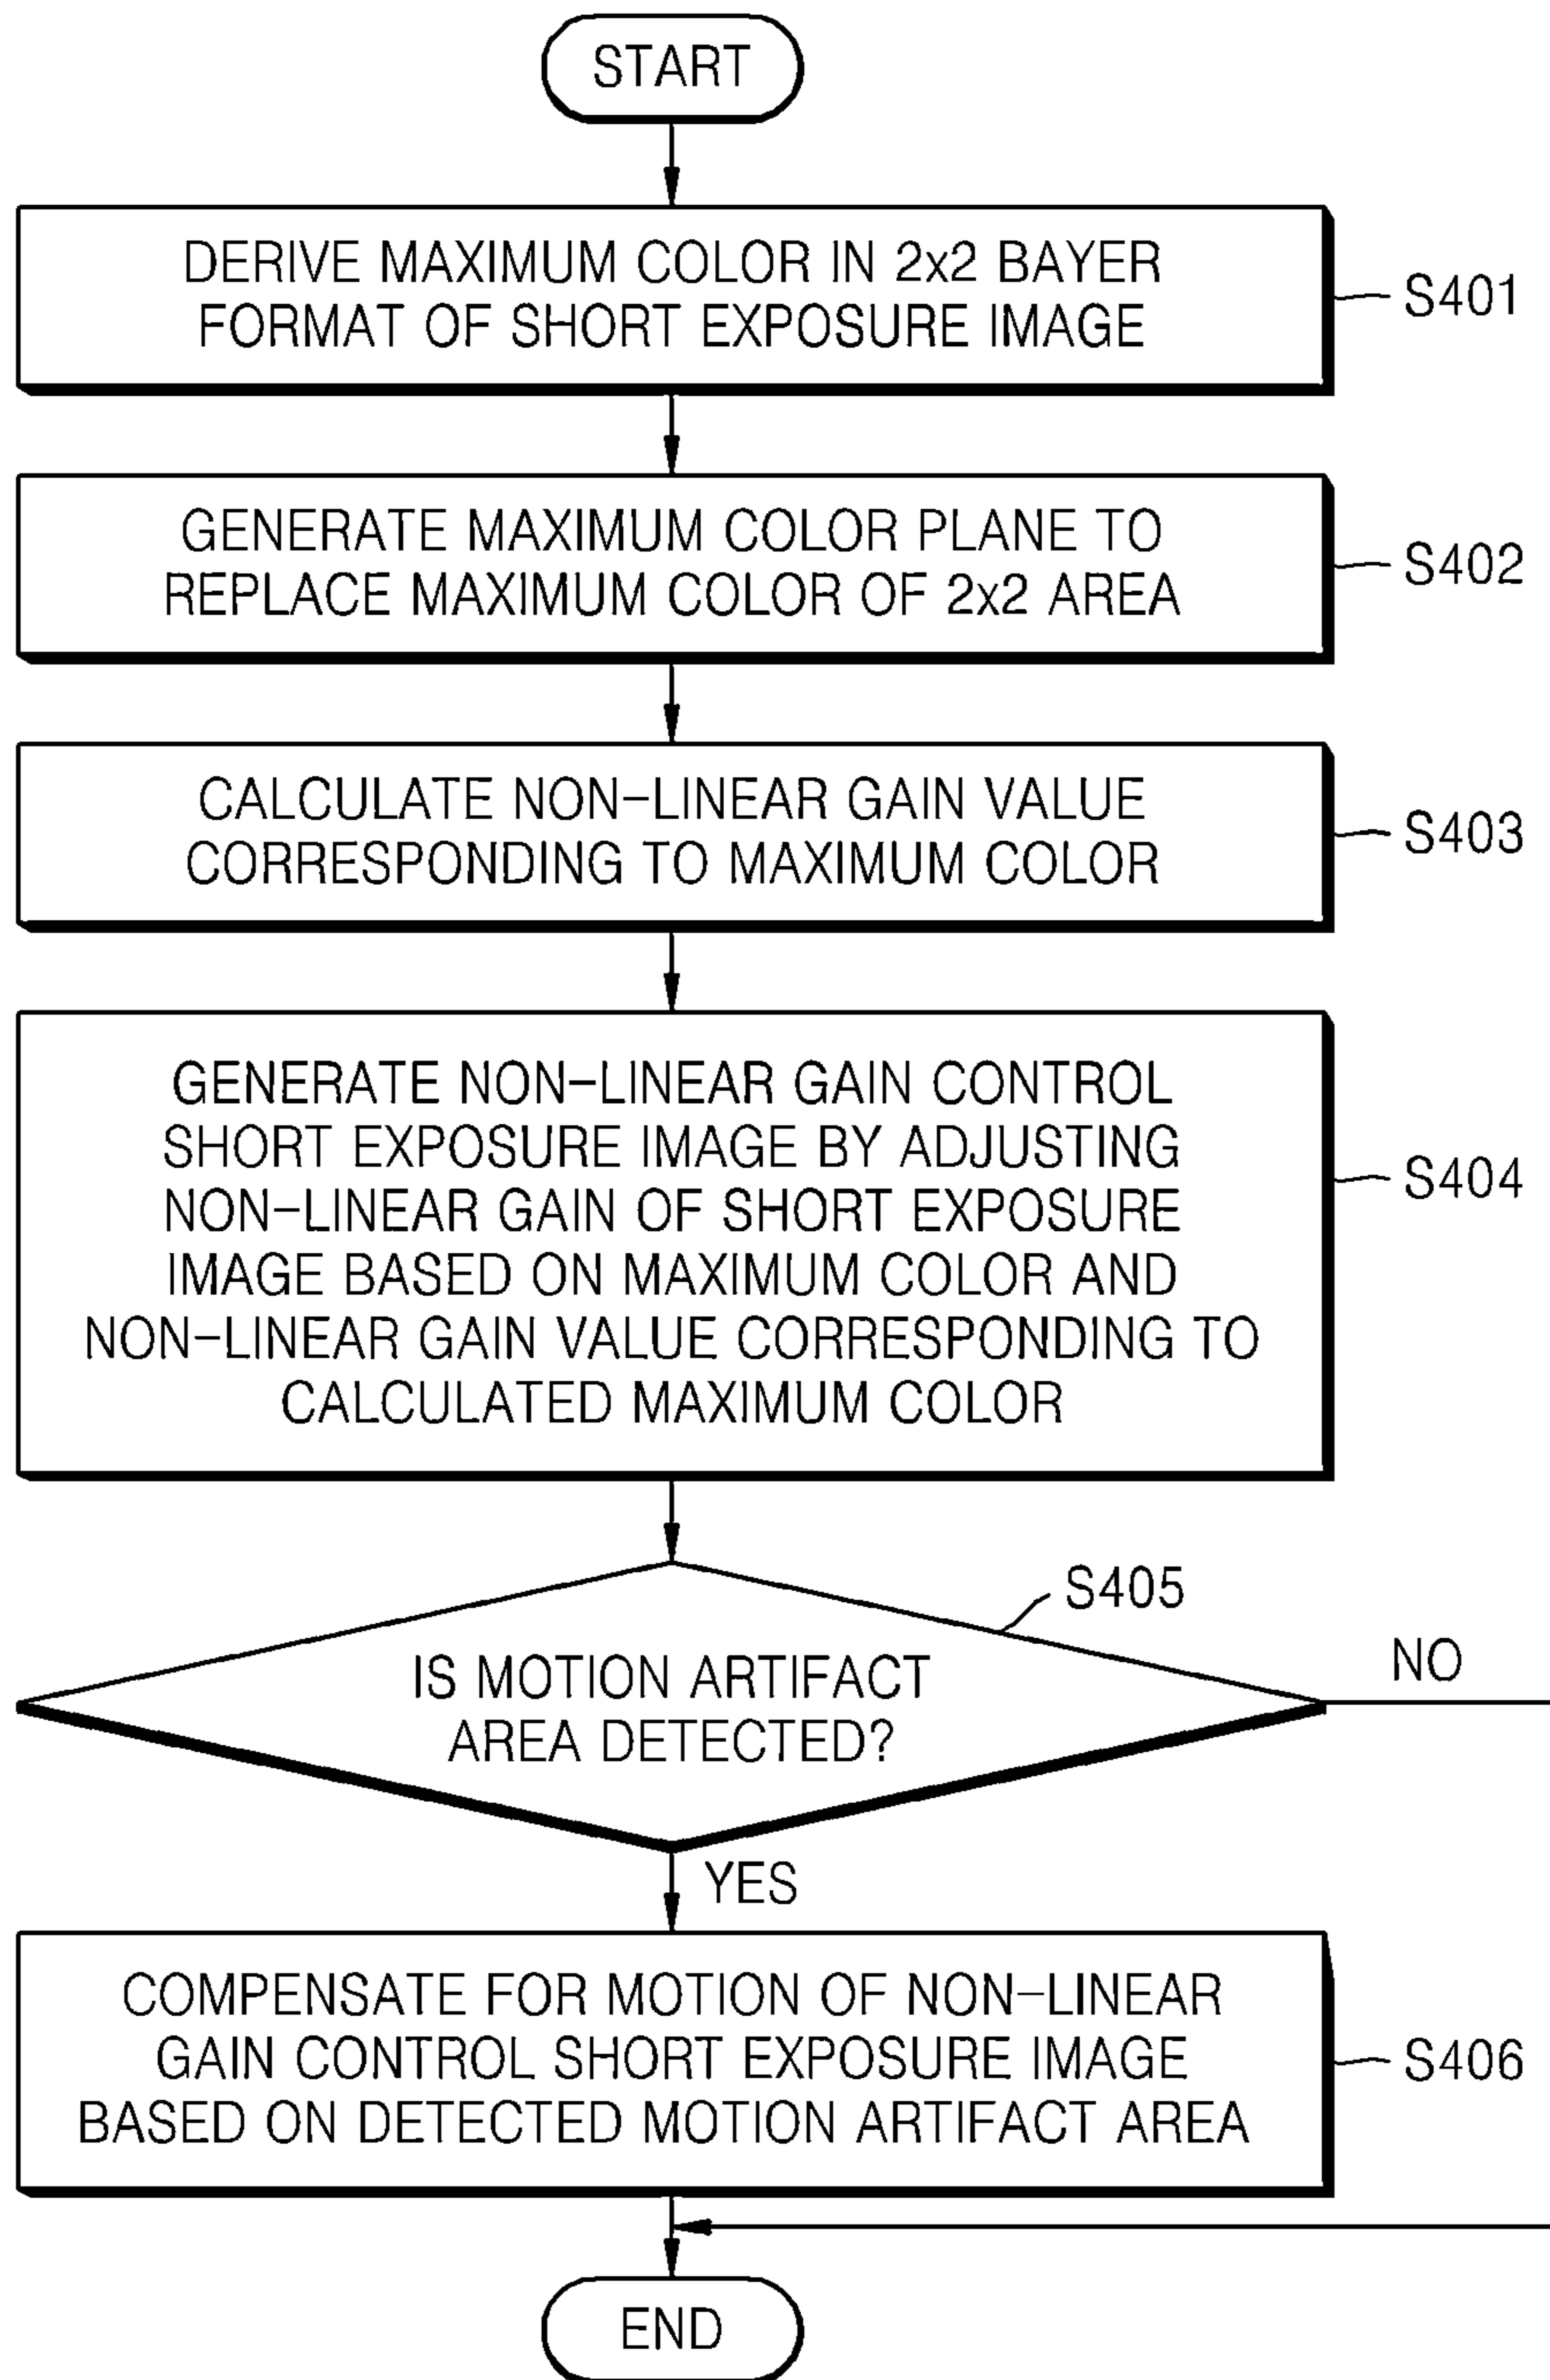 START
DERIVE MAXIMUM COLOR IN 2x2 BAYER
FORMAT OF SHORT EXPOSURE IMAGE
S401
GENERATE MAXIMUM COLOR PLANE TO
REPLACE MAXIMUM COLOR OF 2x2 AREA
S402
CALCULATE NON-LINEAR GAIN VALUE
CORRESPONDING TO MAXIMUM COLOR
S403
GENERATE NON-LINEAR GAIN CONTROL
SHORT EXPOSURE IMAGE BY ADJUSTING
NON-LINEAR GAIN OF SHORT EXPOSURE
IMAGE BASED ON MAXIMUM COLOR AND
NON-LINEAR GAIN VALUE CORRESPONDING TO
CALCULATED MAXIMUM COLOR
S404
S405
IS MOTION ARTIFACT
AREA DETECTED?
NO
YES
COMPENSATE FOR MOTION OF NON-LINEAR
GAIN CONTROL SHORT EXPOSURE IMAGE
BASED ON DETECTED MOTION ARTIFACT AREA
S406
END